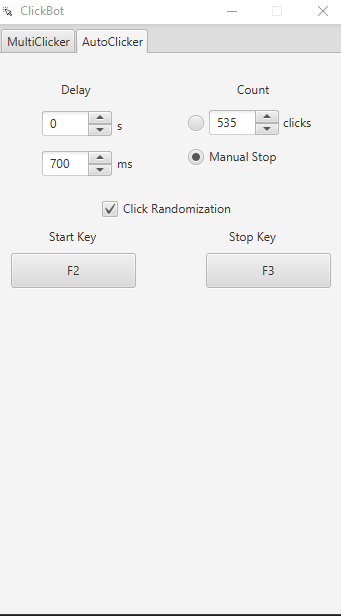 ClickBot
MultiClicker AutoClicker
Delay Count
0 s 535 clicks
700 ms Manual Stop
Click Randomization
Start Key Stop Key
F2 F3